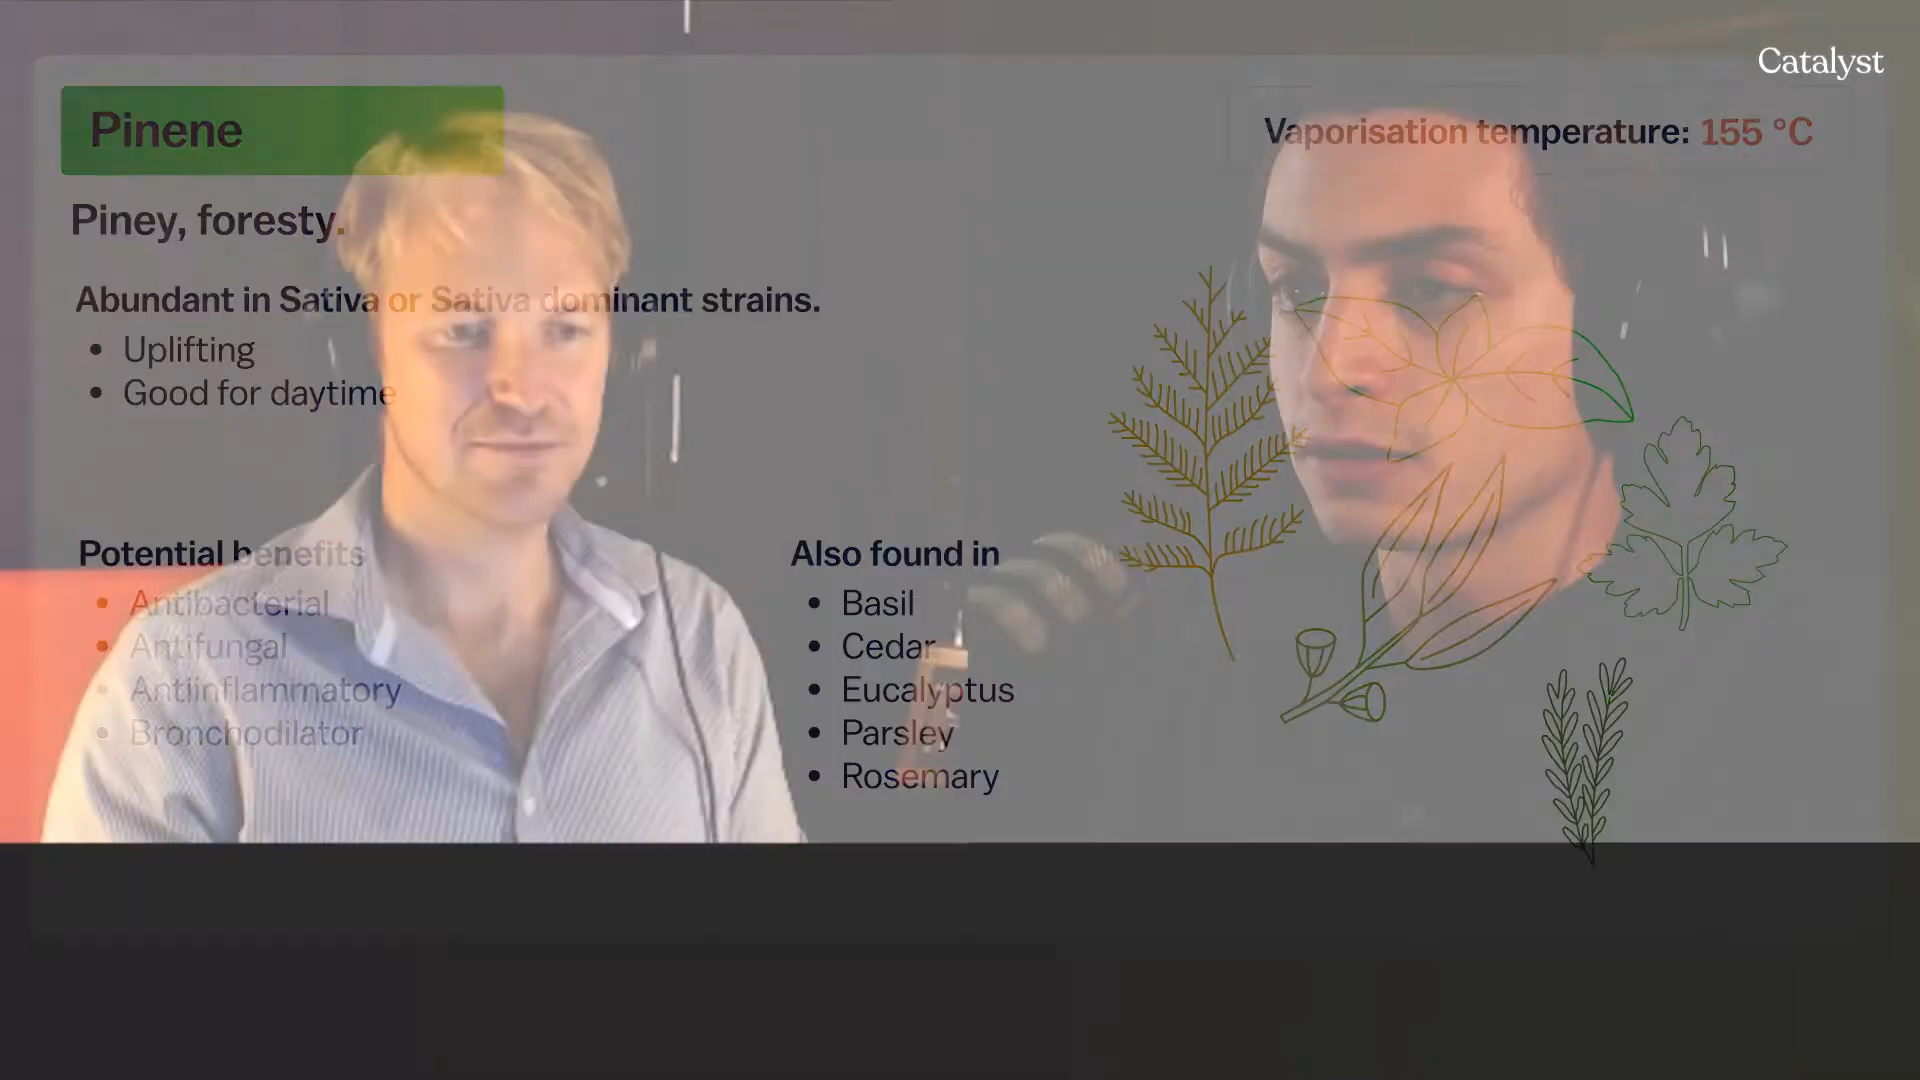 Catalyst
Pinene
Vaporisation temperature: 155 °C
Piney, foresty.
Abundant in Sativa or Sativa dominant strains.
• Uplifting
• Good for daytime
Potential benefits
• Antibacterial
• Antifungal
• Antiinflammatory
• Bronchodilator
Also found in
• Basil
• Cedar
• Eucalyptus
• Parsley
• Rosemary